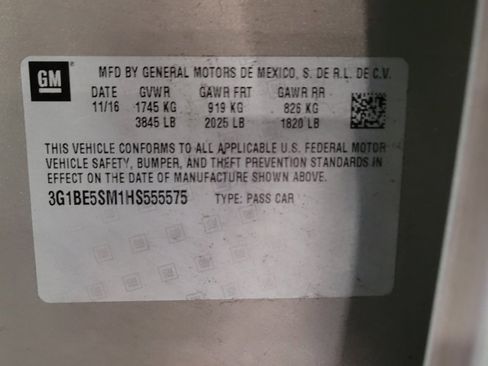 GM
MFD BY GENERAL MOTORS DE MEXICO, S. DE R.L. DE C.V.
DATE GVWR GAWR FRT GAWR RR
11/16 1745 KG 919 KG 826 KG
3845 LB 2025 LB 1820 LB
THIS VEHICLE CONFORMS TO ALL APPLICABLE U.S. FEDERAL MOTOR
VEHICLE SAFETY, BUMPER, AND THEFT PREVENTION STANDARDS IN
EFFECT ON THE DATE OF MANUFACTURE SHOWN ABOVE.
3G1BE5SM1HS555575 TYPE: PASS CAR